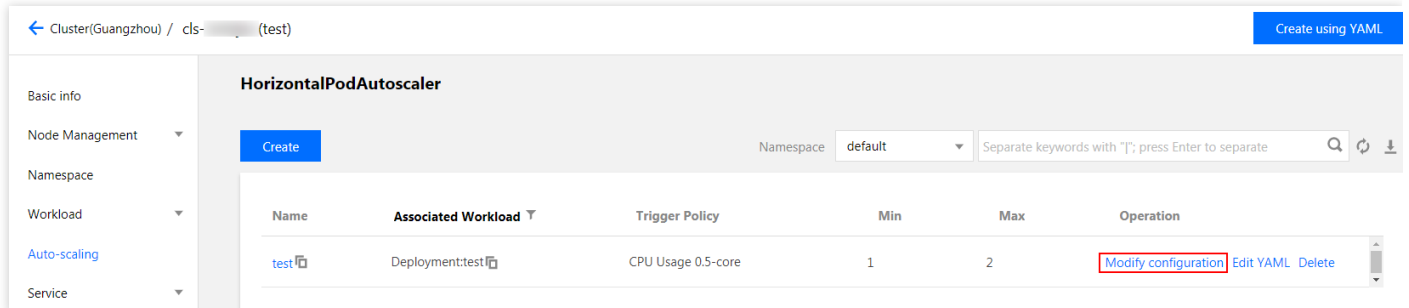 Cluster(Guangzhou) / cls- (test)
Create using YAML
Basic info
Node Management
Namespace
Workload
Auto-scaling
Service
HorizontalPodAutoscaler
Create
Namespace default Separate keywords with "|"; press Enter to separate
Name Associated Workload Trigger Policy Min Max Operation
test Deployment:test CPU Usage 0.5-core 1 2 Modify configuration Edit YAML Delete